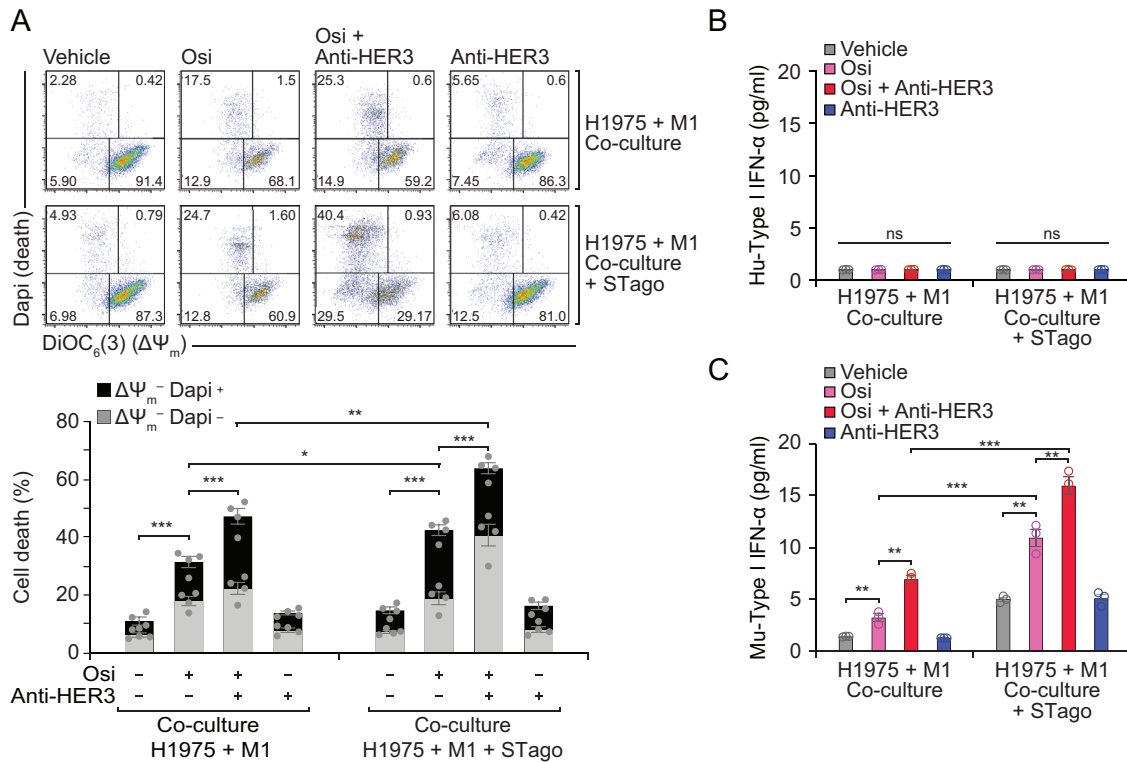 A
Vehicle
Osi
Osi +
Anti-HER3
Anti-HER3
2.28
0.42
5.90
91.4
17.5
1.5
12.9
68.1
25.3
0.6
14.9
59.2
5.65
0.6
7.45
86.3
H1975 + M1
Co-culture
4.93
0.79
6.98
87.3
24.7
1.60
12.8
60.9
40.4
0.93
29.5
29.17
6.08
0.42
12.5
81.0
H1975 + M1
Co-culture
+ STago
Dapi (death)
DiOC6(3) (ΔΨm)
ΔΨm− Dapi +
ΔΨm− Dapi −
Cell death (%)
80
60
40
20
0
***
***
*
**
***
***
Osi − + + − − + + −
Anti-HER3 − − + + − − + +
Co-culture
H1975 + M1
Co-culture
H1975 + M1 + STago
B
Vehicle
Osi
Osi + Anti-HER3
Anti-HER3
Hu-Type I IFN-α (pg/ml)
20
15
10
5
0
ns
ns
H1975 + M1
Co-culture
H1975 + M1
Co-culture
+ STago
C
Vehicle
Osi
Osi + Anti-HER3
Anti-HER3
Mu-Type I IFN-α (pg/ml)
20
15
10
5
0
**
**
***
***
**
**
H1975 + M1
Co-culture
H1975 + M1
Co-culture
+ STago